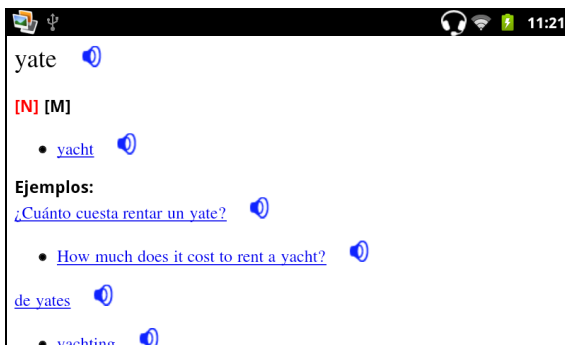 11:21
yate
[N] [M]
yacht
Ejemplos:
¿Cuánto cuesta rentar un yate?
How much does it cost to rent a yacht?
de yates
yachting